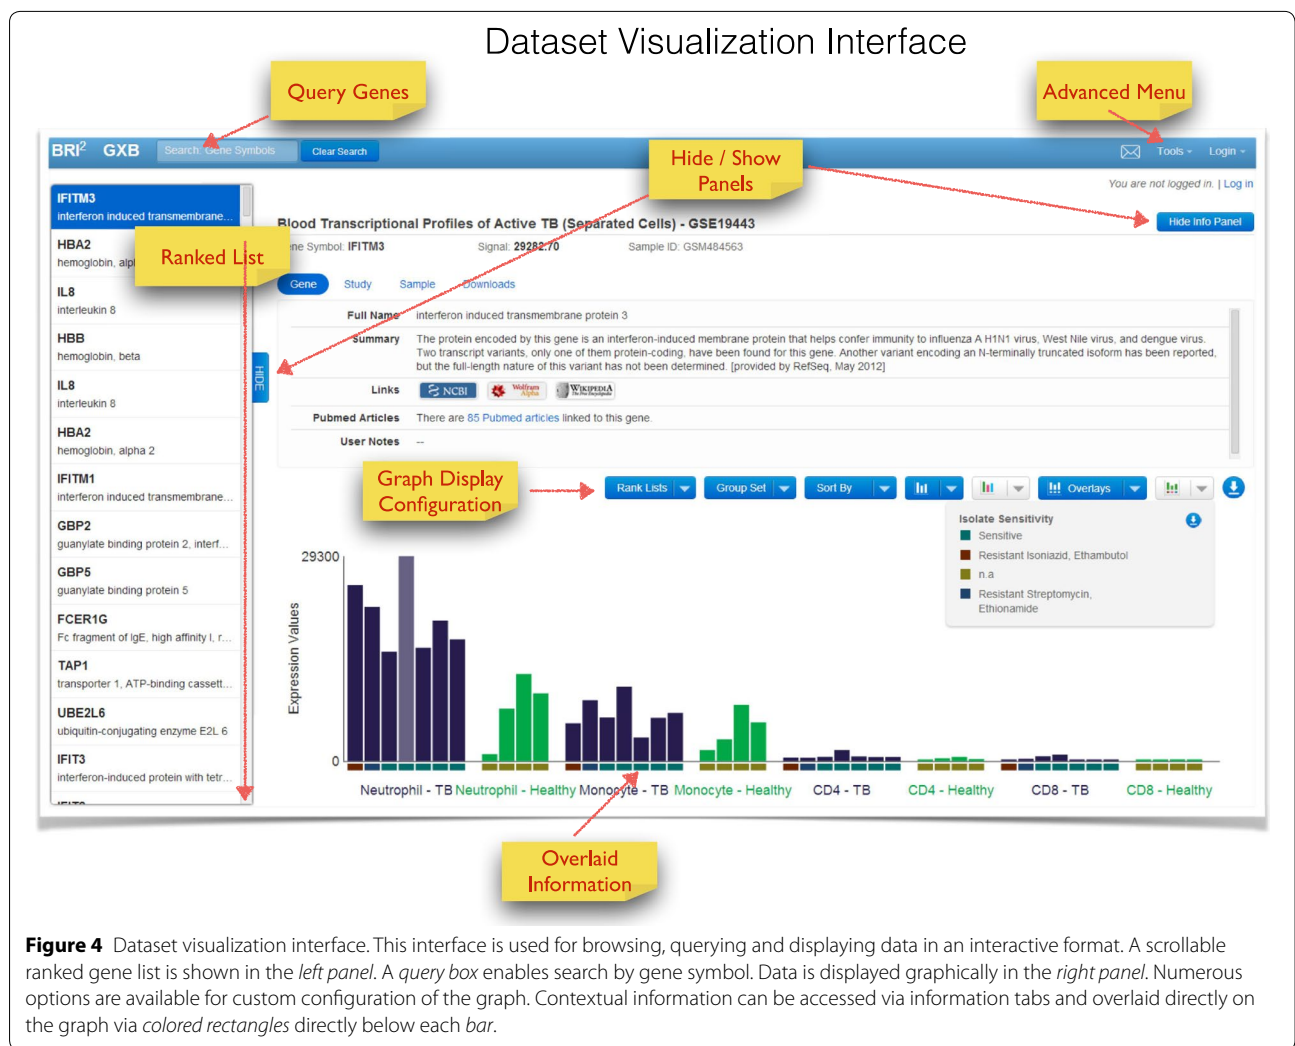 Dataset Visualization Interface
Query Genes
Advanced Menu
BRI² GXB
Search Gene Symbols
Clear Search
Tools
Login
Hide / Show
Panels
You are not logged in. | Log in
Hide Info Panel
IFITM3
interferon induced transmembrane...
HBA2
hemoglobin, alp
Ranked List
IL8
interleukin 8
HBB
hemoglobin, beta
IL8
interleukin 8
HBA2
hemoglobin, alpha 2
IFITM1
interferon induced transmembrane...
GBP2
guanylate binding protein 2, interf...
GBP5
guanylate binding protein 5
FCER1G
Fc fragment of IgE, high affinity I, r...
TAP1
transporter 1, ATP-binding cassett...
UBE2L6
ubiquitin-conjugating enzyme E2L 6
IFIT3
interferon-induced protein with tetr...
HIDE
Blood Transcriptional Profiles of Active TB (Separated Cells) - GSE19443
ene Symbol: IFITM3 Signal: 29282.70 Sample ID: GSM484563
Gene Study Sample Downloads
Full Name interferon induced transmembrane protein 3
Summary The protein encoded by this gene is an interferon-induced membrane protein that helps confer immunity to influenza A H1N1 virus, West Nile virus, and dengue virus.
Two transcript variants, only one of them protein-coding, have been found for this gene. Another variant encoding an N-terminally truncated isoform has been reported,
but the full-length nature of this variant has not been determined. [provided by RefSeq, May 2012]
Links NCBI Wolfram Alpha WIKIPEDIA The Free Encyclopedia
Pubmed Articles There are 85 Pubmed articles linked to this gene.
User Notes --
Graph Display
Configuration
Rank Lists Group Set Sort By Overlays
Isolate Sensitivity
Sensitive
Resistant Isoniazid, Ethambutol
n.a
Resistant Streptomycin,
Ethionamide
29300
Expression Values
0
Neutrophil - TB Neutrophil - Healthy Monocyte - TB Monocyte - Healthy CD4 - TB CD4 - Healthy CD8 - TB CD8 - Healthy
Overlaid
Information
Figure 4 Dataset visualization interface. This interface is used for browsing, querying and displaying data in an interactive format. A scrollable
ranked gene list is shown in the left panel. A query box enables search by gene symbol. Data is displayed graphically in the right panel. Numerous
options are available for custom configuration of the graph. Contextual information can be accessed via information tabs and overlaid directly on
the graph via colored rectangles directly below each bar.